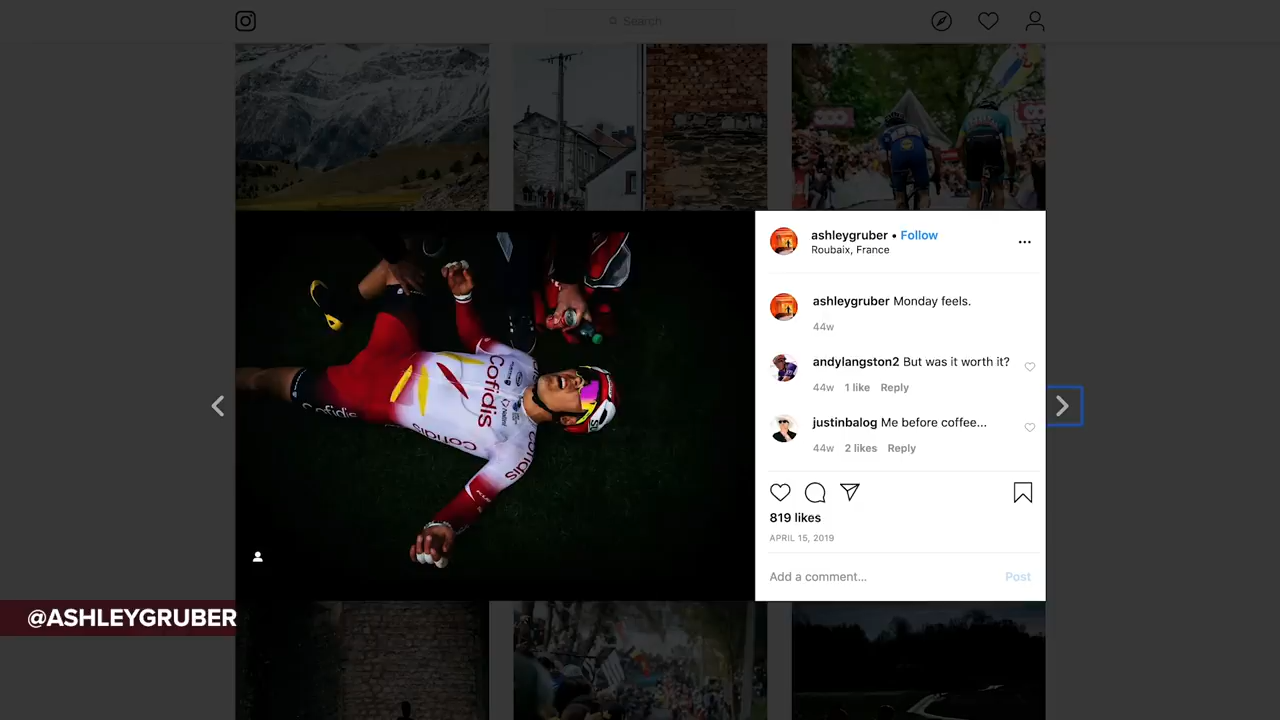 Search
ashleygruber • Follow
Roubaix, France
ashleygruber Monday feels.
44w
andylangston2 But was it worth it?
44w 1 like Reply
justinbalog Me before coffee...
44w 2 likes Reply
819 likes
APRIL 15, 2019
Add a comment... Post
@ASHLEYGRUBER
Cofidis
Cofidis
Cofidis
Cofidis